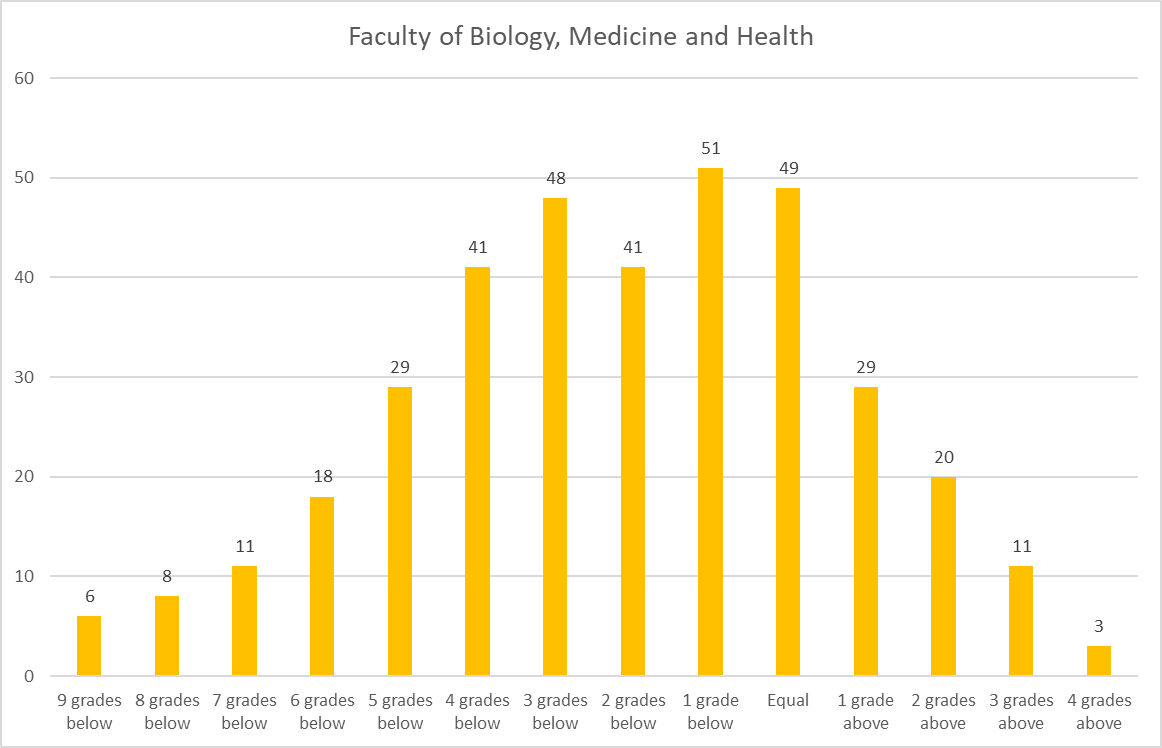 Faculty of Biology, Medicine and Health
60
50
40
30
20
10
0
6
8
11
18
29
41
48
41
51
49
29
20
11
3
9 grades
below
8 grades
below
7 grades
below
6 grades
below
5 grades
below
4 grades
below
3 grades
below
2 grades
below
1 grade
below
Equal
1 grade
above
2 grades
above
3 grades
above
4 grades
above